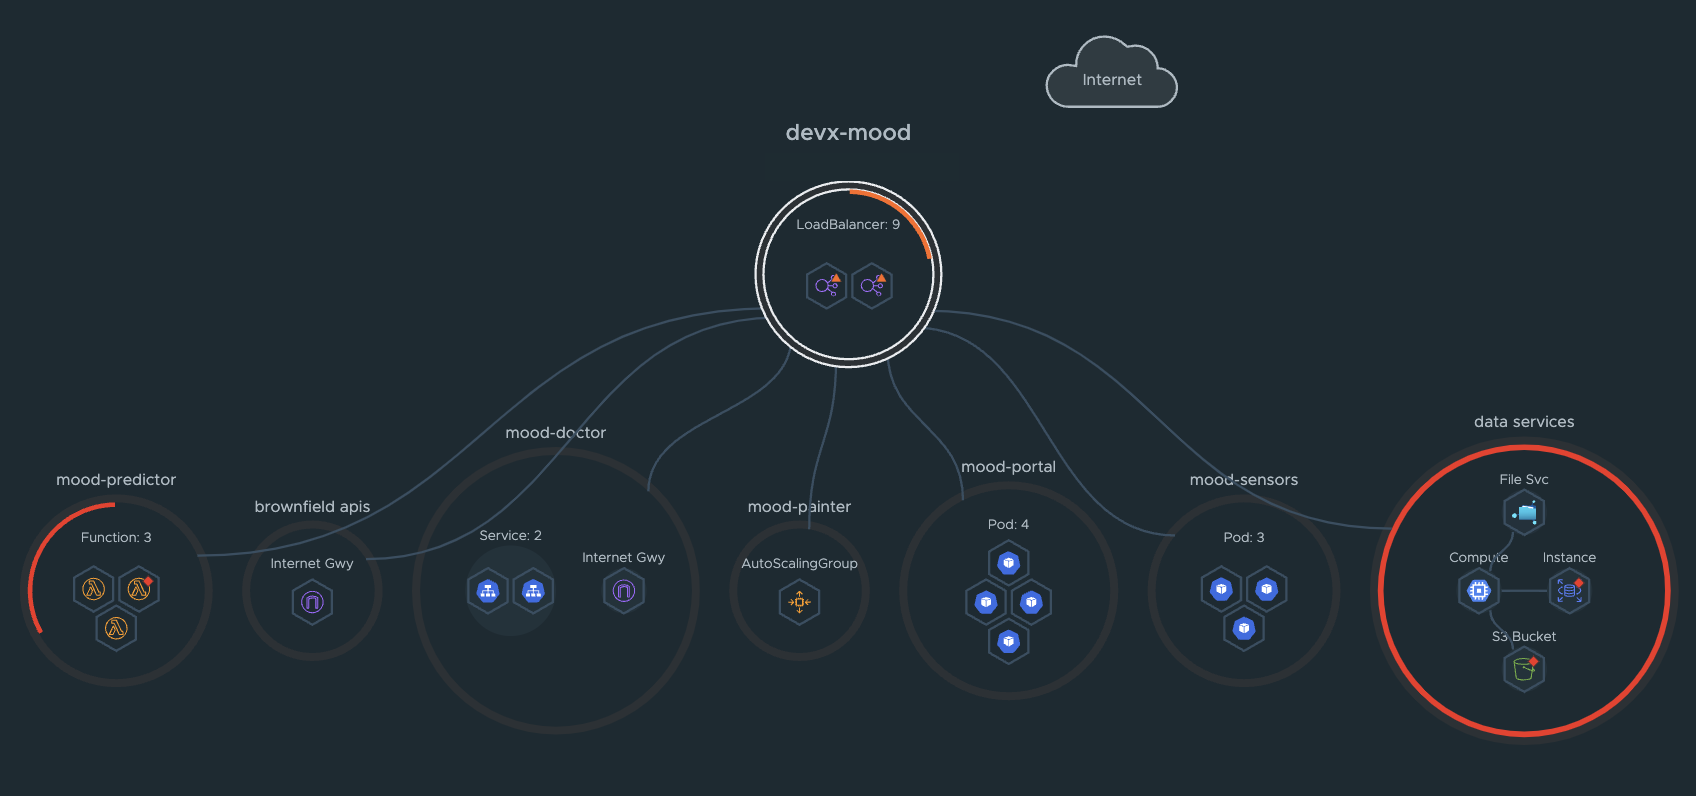 Internet
devx-mood
LoadBalancer: 9
mood-predictor
Function: 3
brownfield apis
Internet Gwy
mood-doctor
Service: 2
Internet Gwy
mood-painter
AutoScalingGroup
mood-portal
Pod: 4
mood-sensors
Pod: 3
data services
File Svc
Compute
Instance
S3 Bucket